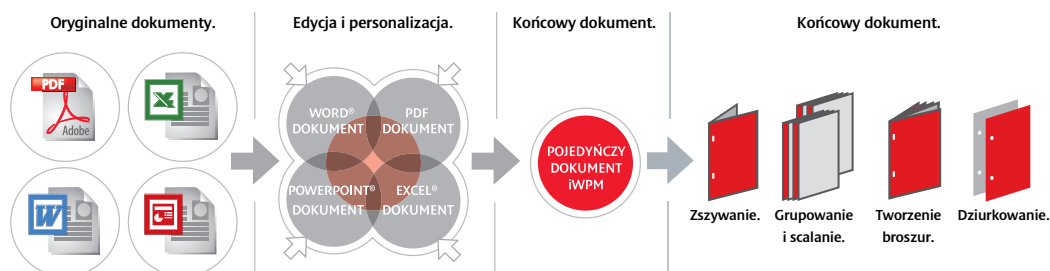 Oryginalne dokumenty.
PDF
Adobe
X
W
Edycja i personalizacja.
WORD®
DOKUMENT
PDF
DOKUMENT
POWERPOINT®
DOKUMENT
EXCEL®
DOKUMENT
Końcowy dokument.
POJEDYŃCZY
DOKUMENT
iWPM
Końcowy dokument.
Zszywanie.
Grupowanie
i scalanie.
Tworzenie
broszur.
Dziurkowanie.